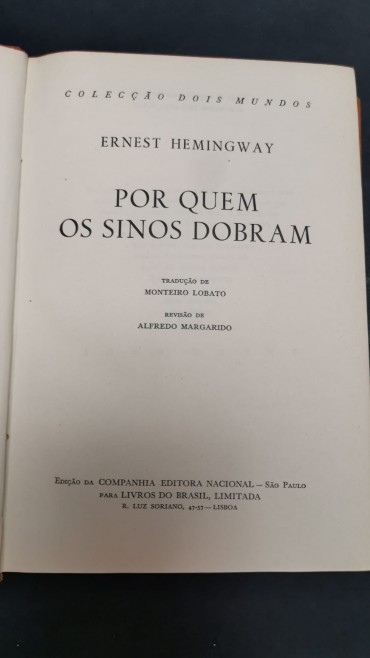 COLECÇÃO DOIS MUNDOS
ERNEST HEMINGWAY
POR QUEM
OS SINOS DOBRAM
TRADUÇÃO DE
MONTEIRO LOBATO
REVISÃO DE
ALFREDO MARGARIDO
EDIÇÃO DA COMPANHIA EDITORA NACIONAL — SÃO PAULO
PARA LIVROS DO BRASIL, LIMITADA
R. LUZ SORIANO, 47-57 — LISBOA